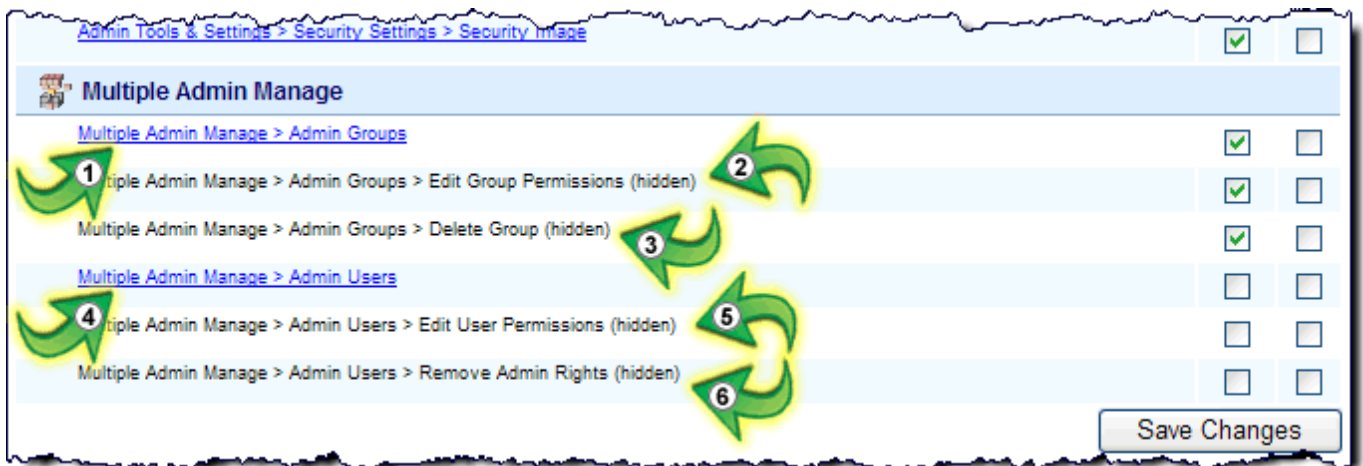 Admin Tools & Settings > Security Settings > Security Image
Multiple Admin Manage
Multiple Admin Manage > Admin Groups
1
tiple Admin Manage > Admin Groups > Edit Group Permissions (hidden)
2
Multiple Admin Manage > Admin Groups > Delete Group (hidden)
3
Multiple Admin Manage > Admin Users
4
tiple Admin Manage > Admin Users > Edit User Permissions (hidden)
5
Multiple Admin Manage > Admin Users > Remove Admin Rights (hidden)
6
Save Changes